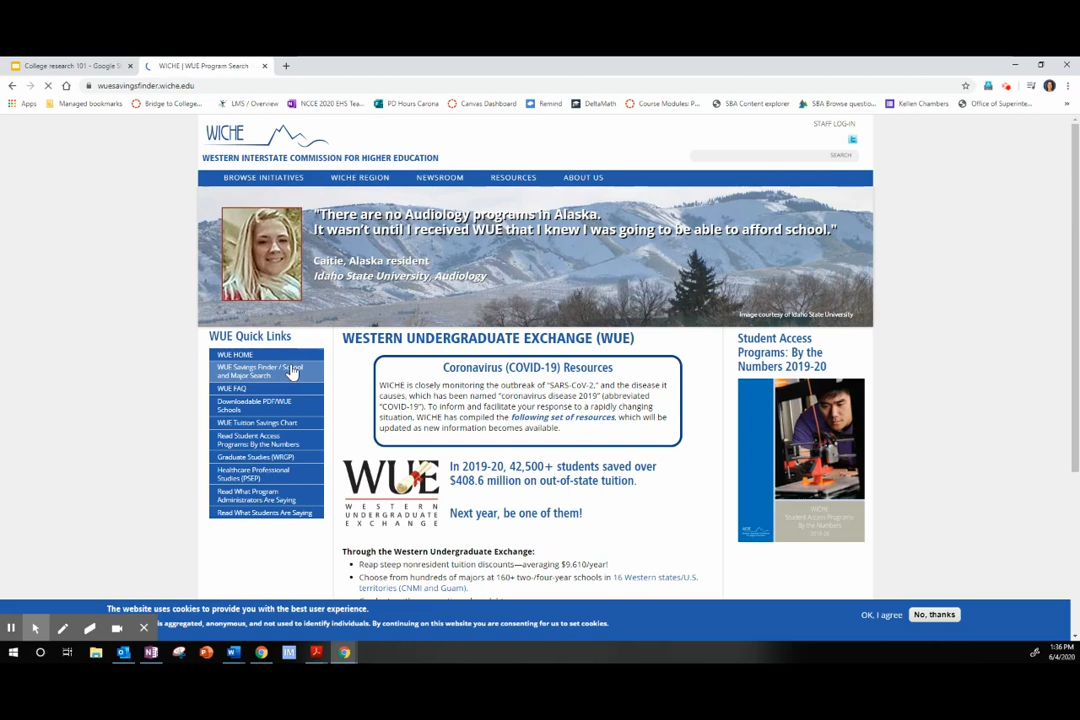 College research 101 - Google S
WICHE | WUE Program Search
wuesavingsfinder.wiche.edu
Apps
Managed bookmarks
Bridge to College...
LMS / Overview
NCCE 2020 EHS Tea...
PD Hours Carona
Canvas Dashboard
Remind
DeltaMath
Course Modules: P...
SBA Content explorer
SBA Browse questio...
Kellen Chambers
Office of Superinte...
STAFF LOG-IN
WICHE
WESTERN INTERSTATE COMMISSION FOR HIGHER EDUCATION
SEARCH
BROWSE INITIATIVES
WICHE REGION
NEWSROOM
RESOURCES
ABOUT US
"There are no Audiology programs in Alaska.
It wasn't until I received WUE that I knew I was going to be able to afford school."
Caitie, Alaska resident
Idaho State University, Audiology
Image courtesy of Idaho State University
WUE Quick Links
WUE HOME
WUE Savings Finder / School
and Major Search
WUE FAQ
Downloadable PDF/WUE
Schools
WUE Tuition Savings Chart
Read Student Access
Programs: By the Numbers
Graduate Studies (WRGP)
Healthcare Professional
Studies (PSEP)
Read What Program
Administrators Are Saying
Read What Students Are Saying
WESTERN UNDERGRADUATE EXCHANGE (WUE)
Coronavirus (COVID-19) Resources
WICHE is closely monitoring the outbreak of "SARS-CoV-2," and the disease it
causes, which has been named "coronavirus disease 2019" (abbreviated
"COVID-19"). To inform and facilitate your response to a rapidly changing
situation, WICHE has compiled the following set of resources, which will be
updated as new information becomes available.
WUE
WESTERN
UNDERGRADUATE
EXCHANGE
In 2019-20, 42,500+ students saved over
$408.6 million on out-of-state tuition.
Next year, be one of them!
Through the Western Undergraduate Exchange:
Reap steep nonresident tuition discounts—averaging $9,610/year!
Choose from hundreds of majors at 160+ two-/four-year schools in 16 Western states/U.S.
territories (CNMI and Guam).
Student Access
Programs: By the
Numbers 2019-20
WICHE
Student Access Programs
By the Numbers
2019-20
The website uses cookies to provide you with the best user experience.
is aggregated, anonymous, and not used to identify individuals. By continuing on this website you are consenting for us to set cookies.
OK, I agree
No, thanks
1:36 PM
6/4/2020